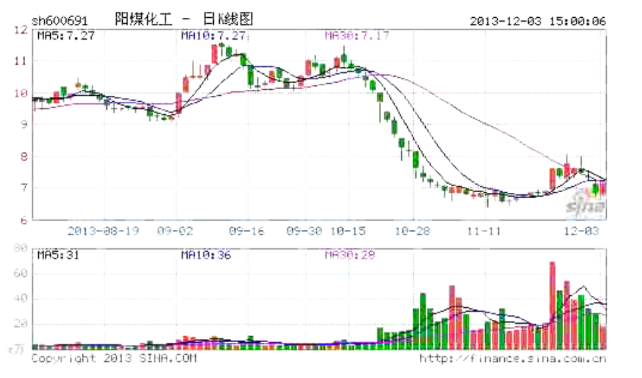 sh600691 阳煤化工 - 日K线图 2013-12-03 15:00:06
12 MA5:7.27 MA10:7.27 MA30:7.17
11
10
9
8
7
6
sina
2013-08-19 09-02 09-16 09-30 10-15 10-28 11-11 12-03
80 MA5:31 MA10:36 MA30:28
60
40
20
x万
Copyright 2013 SINA.COM http://finance.sina.com.cn